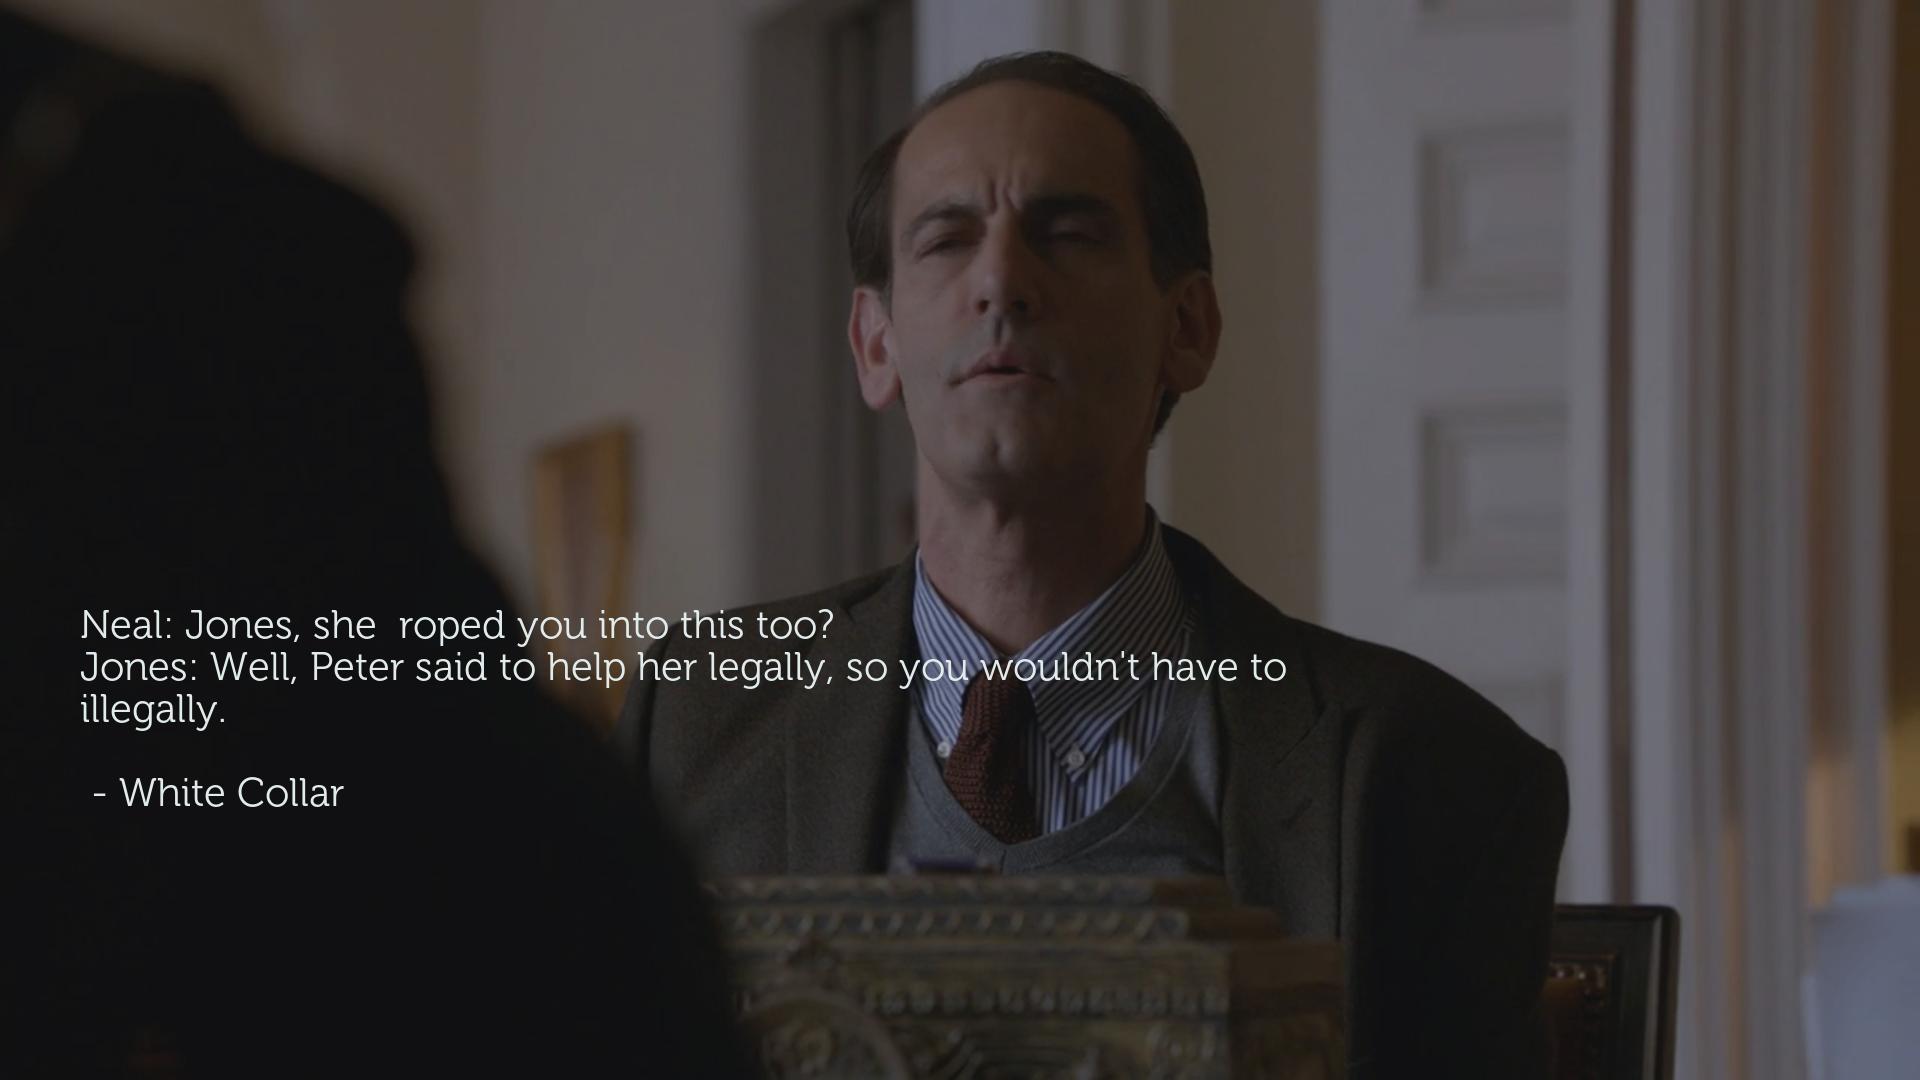 Neal: Jones, she  roped you into this too?
Jones: Well, Peter said to help her legally, so you wouldn't have to
illegally.
- White Collar